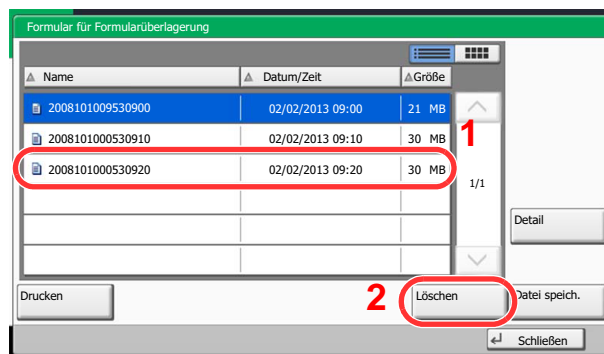 Formular für Formularüberlagerung
Name Datum/Zeit Größe
2008101009530900 02/02/2013 09:00 21 MB
1
2008101000530910 02/02/2013 09:10 30 MB
2008101000530920 02/02/2013 09:20 30 MB
1/1
Detail
Drucken 2 Löschen Datei speich.
Schließen